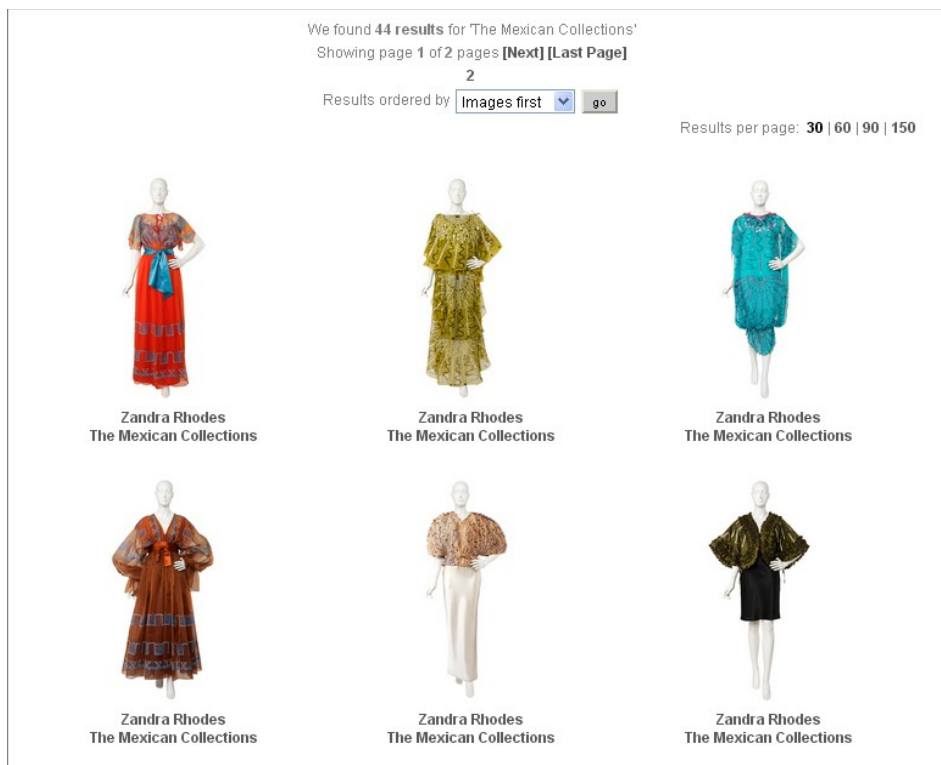 We found 44 results for 'The Mexican Collections'
Showing page 1 of 2 pages [Next] [Last Page]
2
Results ordered by Images first go
Results per page: 30 | 60 | 90 | 150
Zandra Rhodes
The Mexican Collections
Zandra Rhodes
The Mexican Collections
Zandra Rhodes
The Mexican Collections
Zandra Rhodes
The Mexican Collections
Zandra Rhodes
The Mexican Collections
Zandra Rhodes
The Mexican Collections